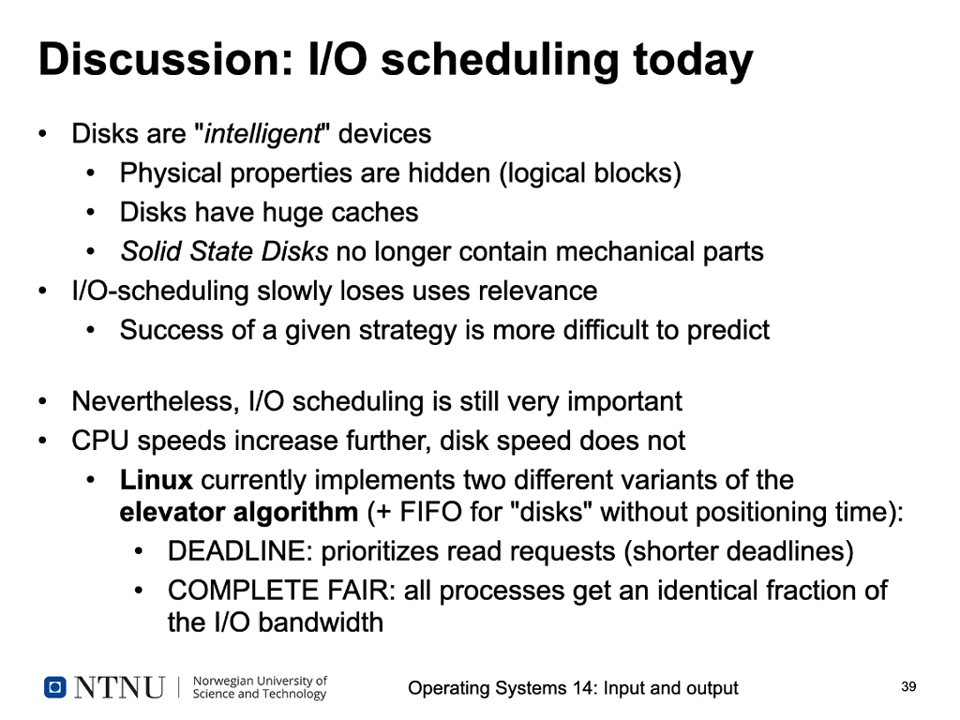 Discussion: I/O scheduling today
• Disks are "intelligent" devices
• Physical properties are hidden (logical blocks)
• Disks have huge caches
• Solid State Disks no longer contain mechanical parts
• I/O-scheduling slowly loses uses relevance
• Success of a given strategy is more difficult to predict
• Nevertheless, I/O scheduling is still very important
• CPU speeds increase further, disk speed does not
• Linux currently implements two different variants of the
elevator algorithm (+ FIFO for "disks" without positioning time):
• DEADLINE: prioritizes read requests (shorter deadlines)
• COMPLETE FAIR: all processes get an identical fraction of
the I/O bandwidth
NTNU
Norwegian University of
Science and Technology
Operating Systems 14: Input and output
39